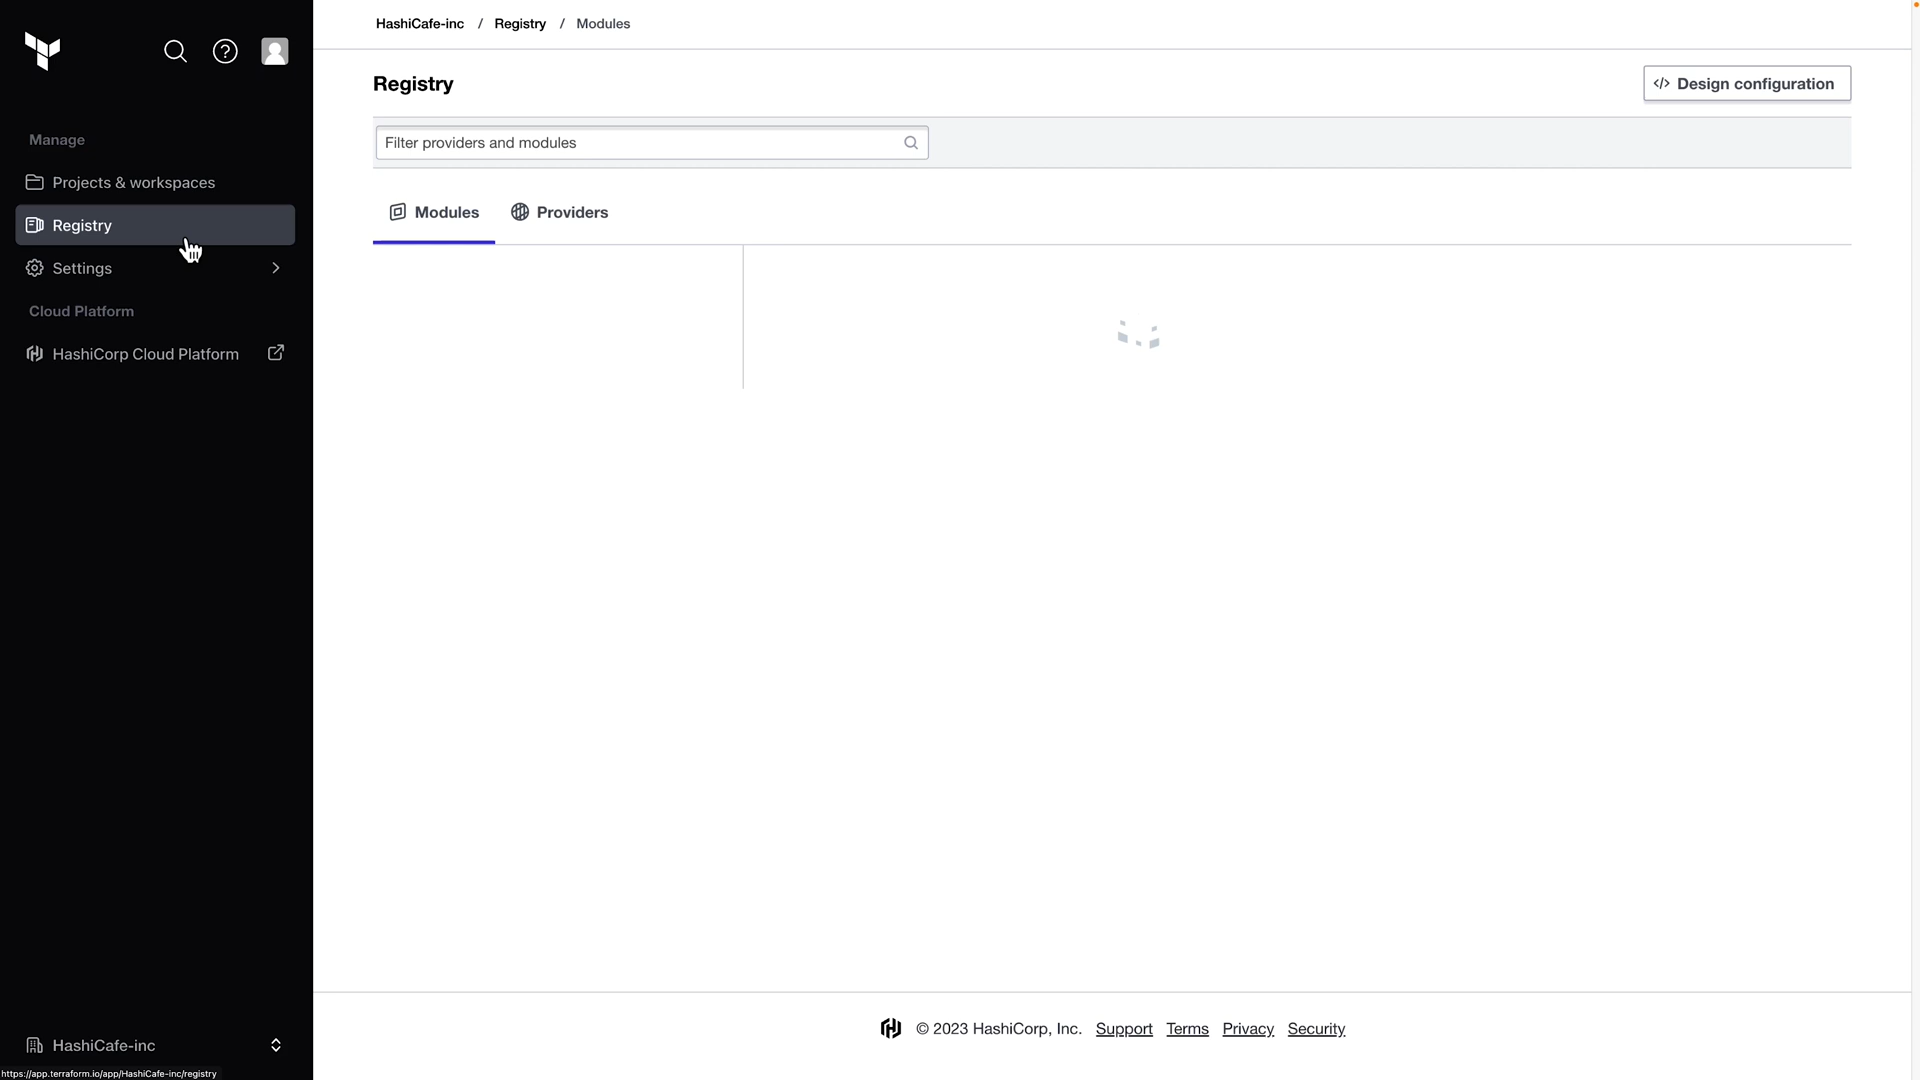 HashiCafe-inc / Registry / Modules
Registry
Design configuration
Filter providers and modules
Modules
Providers
Manage
Projects & workspaces
Registry
Settings
Cloud Platform
HashiCorp Cloud Platform
© 2023 HashiCorp, Inc. Support Terms Privacy Security
HashiCafe-inc
https://app.terraform.io/app/HashiCafe-inc/registry